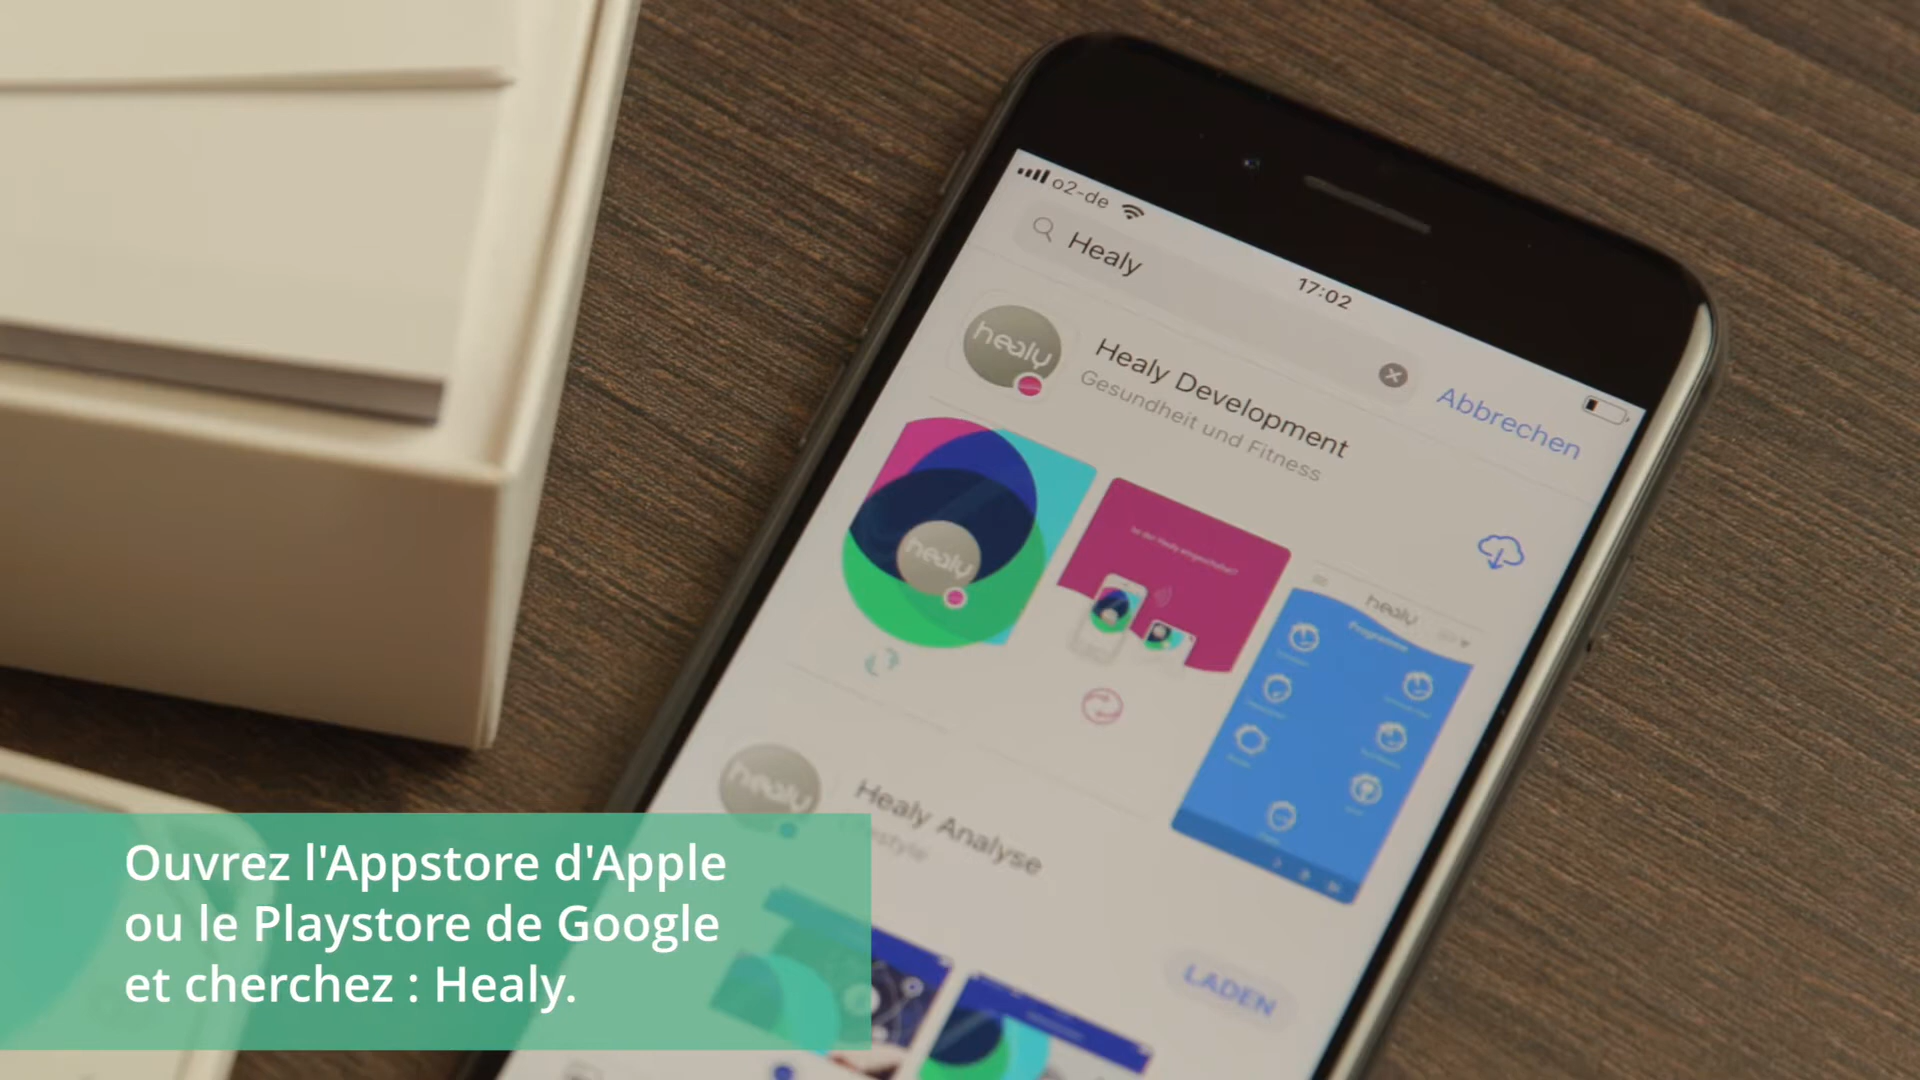 o2-de
17:02
Healy
Abbrechen
healy
Healy Development
Gesundheit und Fitness
healy
healy
Programme
healy
Healy Analyse
LADEN
Ouvrez l'Appstore d'Apple
ou le Playstore de Google
et cherchez : Healy.